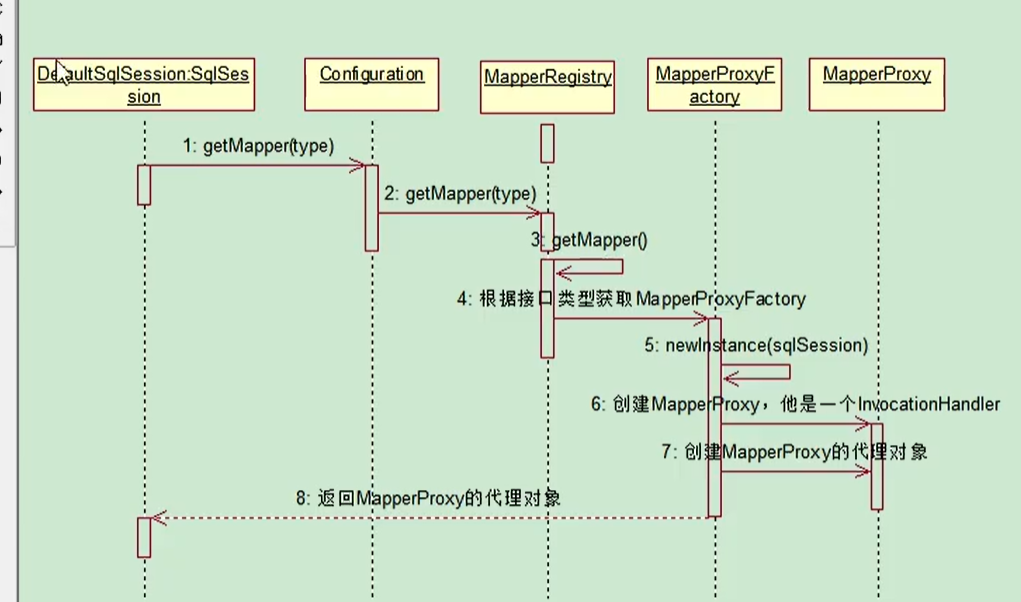 DefaultSqlSession:SqlSes
sion
Configuration
MapperRegistry
MapperProxyF
actory
MapperProxy
1: getMapper(type)
2: getMapper(type)
3: getMapper()
4: 根据接口类型获取MapperProxyFactory
5: newInstance(sqlSession)
6: 创建MapperProxy，他是一个InvocationHandler
7: 创建MapperProxy的代理对象
8: 返回MapperProxy的代理对象